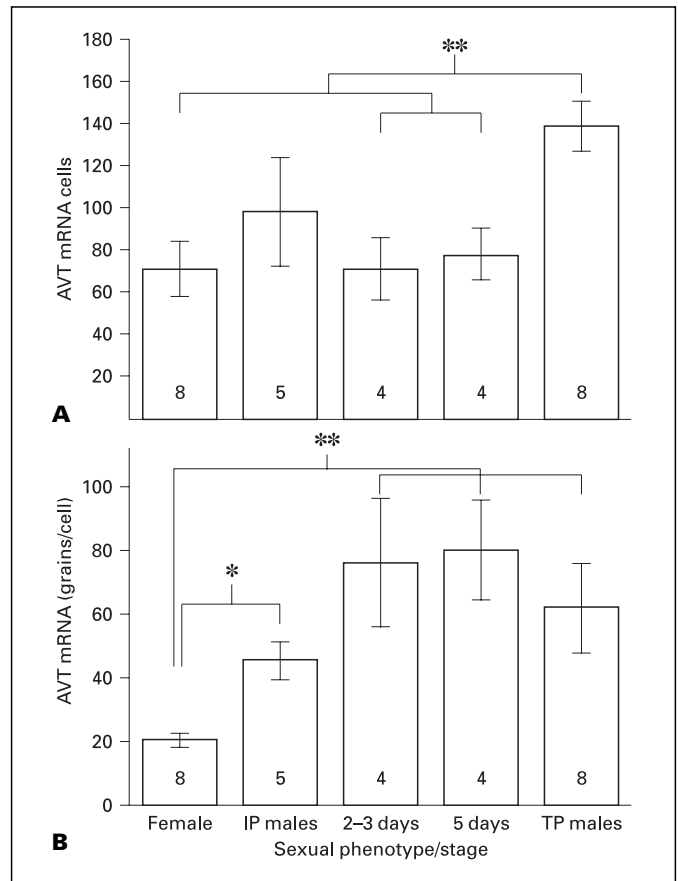 180
**
160
140
120
100
80
60
40
20
AVT mRNA cells
8
5
4
4
8
A
**
100
80
60
40
20
0
AVT mRNA (grains/cell)
*
8
5
4
4
8
Female
IP males
2–3 days
5 days
TP males
B
Sexual phenotype/stage